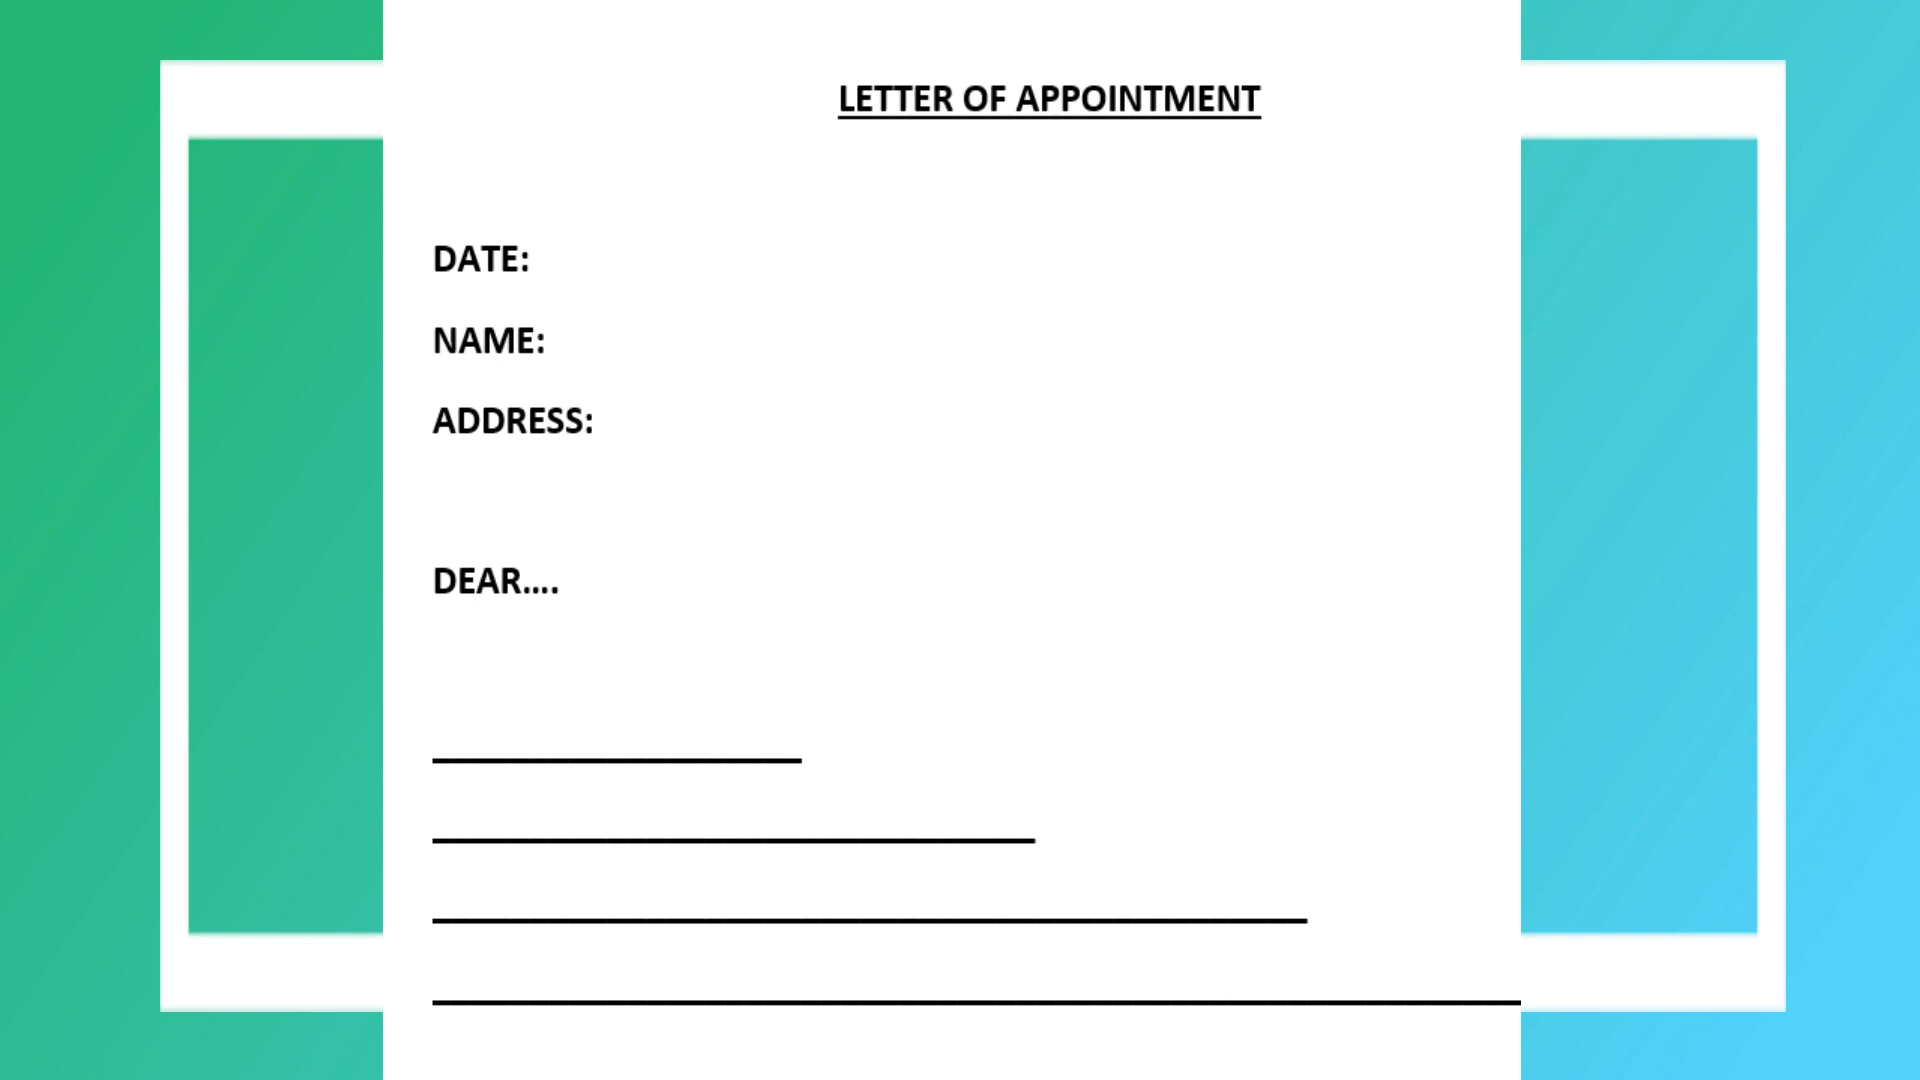 LETTER OF APPOINTMENT
DATE:
NAME:
ADDRESS:
DEAR....